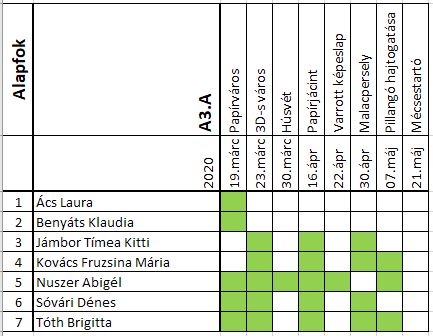 Alapfok
A3.A
2020
19.márc Papírváros
23.márc 3D-s város
30.márc Húsvét
16.ápr Papírjácint
22.ápr Varrott képeslap
30.ápr Malacpersely
07.máj Pillangó hajtogatása
21.máj Mécsestartó
1 Ács Laura
2 Benyáts Klaudia
3 Jámbor Tímea Kitti
4 Kovács Fruzsina Mária
5 Nuszer Abigél
6 Sóvári Dénes
7 Tóth Brigitta